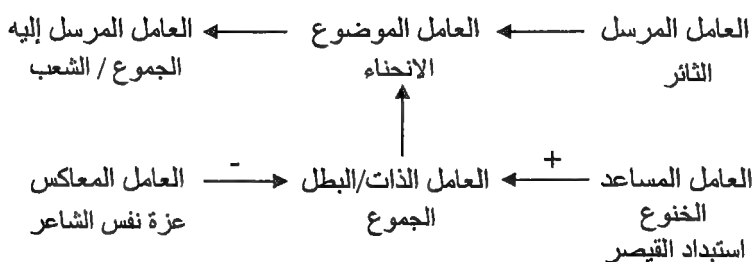 العامل المرسل العامل الموضوع العامل المرسل إليه
الثائر الانحناء الجموع / الشعب
+ -
العامل المساعد العامل الذات/البطل العامل المعاكس
الخنوع الجموع عزة نفس الشاعر
استبداد القيصر